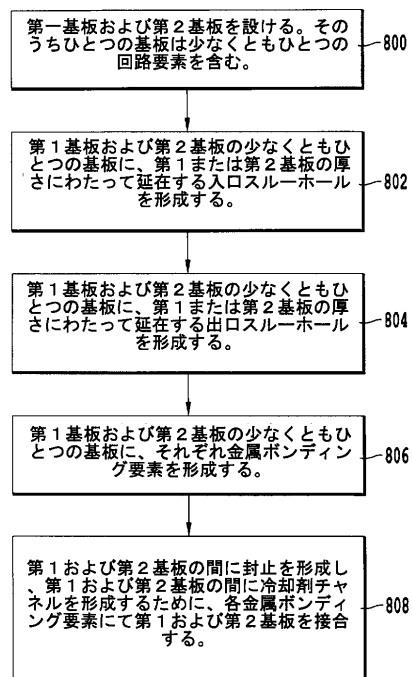 第一基板および第２基板を設ける。その
うちひとつの基板は少なくともひとつの
回路要素を含む。
800
第１基板および第２基板の少なくともひ
とつの基板に、第１または第２基板の厚
さにわたって延在する入口スルーホール
を形成する。
802
第１基板および第２基板の少なくともひ
とつの基板に、第１または第２基板の厚
さにわたって延在する出口スルーホール
を形成する。
804
第１基板および第２基板の少なくともひ
とつの基板に、それぞれ金属ボンディン
グ要素を形成する。
806
第１および第２基板の間に封止を形成し
、第１および第２基板の間に冷却剤チャ
ネルを形成するために、各金属ボンディ
ング要素にて第１および第２基板を接合
する。
808